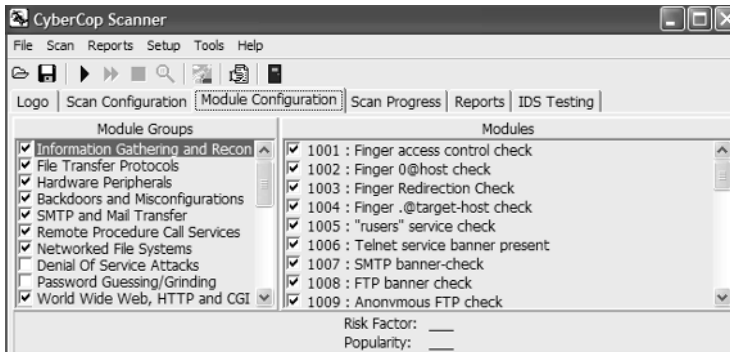 CyberCop Scanner
File Scan Reports Setup Tools Help
Logo Scan Configuration Module Configuration Scan Progress Reports IDS Testing
Module Groups
Information Gathering and Recon
File Transfer Protocols
Hardware Peripherals
Backdoors and Misconfigurations
SMTP and Mail Transfer
Remote Procedure Call Services
Networked File Systems
Denial Of Service Attacks
Password Guessing/Grinding
World Wide Web, HTTP and CGI
Modules
1001 : Finger access control check
1002 : Finger 0@host check
1003 : Finger Redirection Check
1004 : Finger .@target-host check
1005 : "rusers" service check
1006 : Telnet service banner present
1007 : SMTP banner-check
1008 : FTP banner check
1009 : Anonymous FTP check
Risk Factor: ___
Popularity: ___